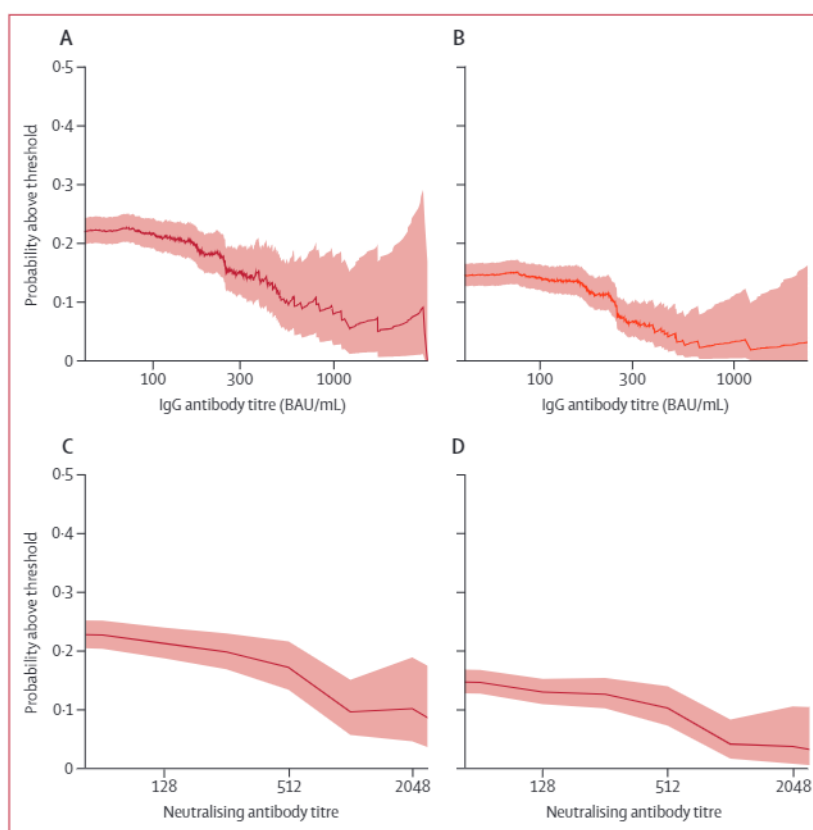 A
B
0·5
0·4
0·3
0·2
0·1
0
Probability above threshold
100
300
1000
IgG antibody titre (BAU/mL)
100
300
1000
IgG antibody titre (BAU/mL)
C
D
0·5
0·4
0·3
0·2
0·1
0
Probability above threshold
128
512
2048
Neutralising antibody titre
128
512
2048
Neutralising antibody titre